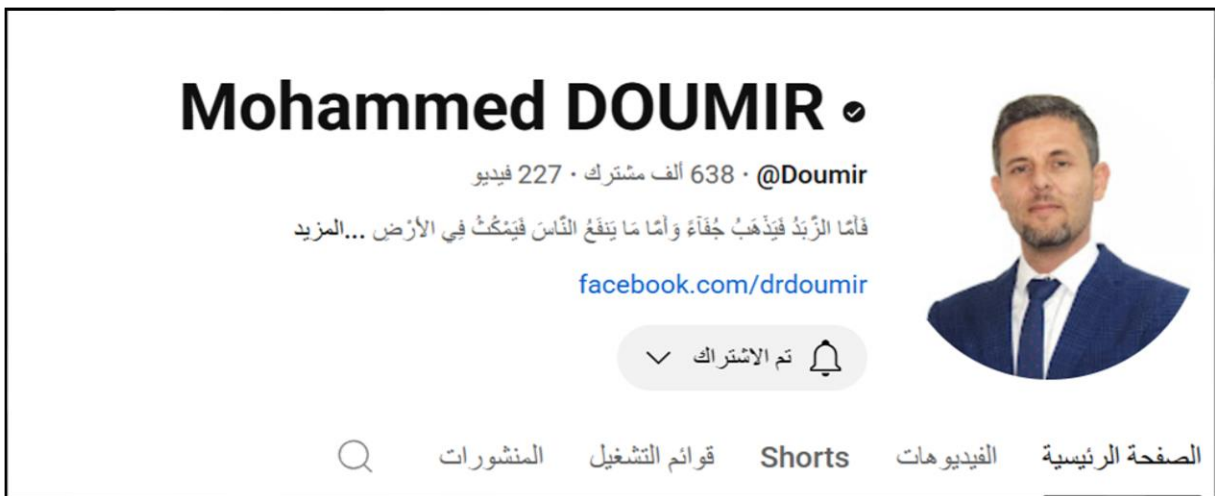 Mohammed DOUMIR
@Doumir · 638 ألف مشترك · 227 فيديو
فَأَمَّا الزَّبَدُ فَيَذْهَبُ جُفَآءً وَأَمَّا مَا يَنفَعُ النَّاسَ فَيَمْكُثُ فِي الأَرْضِ ...المزيد
facebook.com/drdoumir
تم الاشتراك
الصفحة الرئيسية الفيديوهات Shorts قوائم التشغيل المنشورات